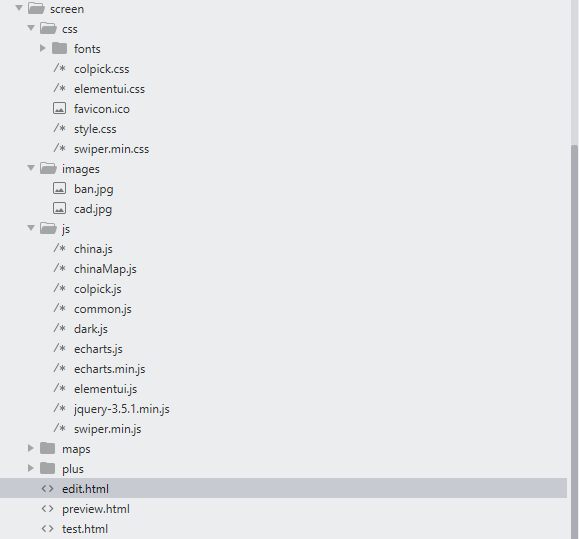 screen
css
fonts
/* colpick.css
/* elementui.css
favicon.ico
/* style.css
/* swiper.min.css
images
ban.jpg
cad.jpg
js
/* china.js
/* chinaMap.js
/* colpick.js
/* common.js
/* dark.js
/* echarts.js
/* echarts.min.js
/* elementui.js
/* jquery-3.5.1.min.js
/* swiper.min.js
maps
plus
<> edit.html
<> preview.html
<> test.html